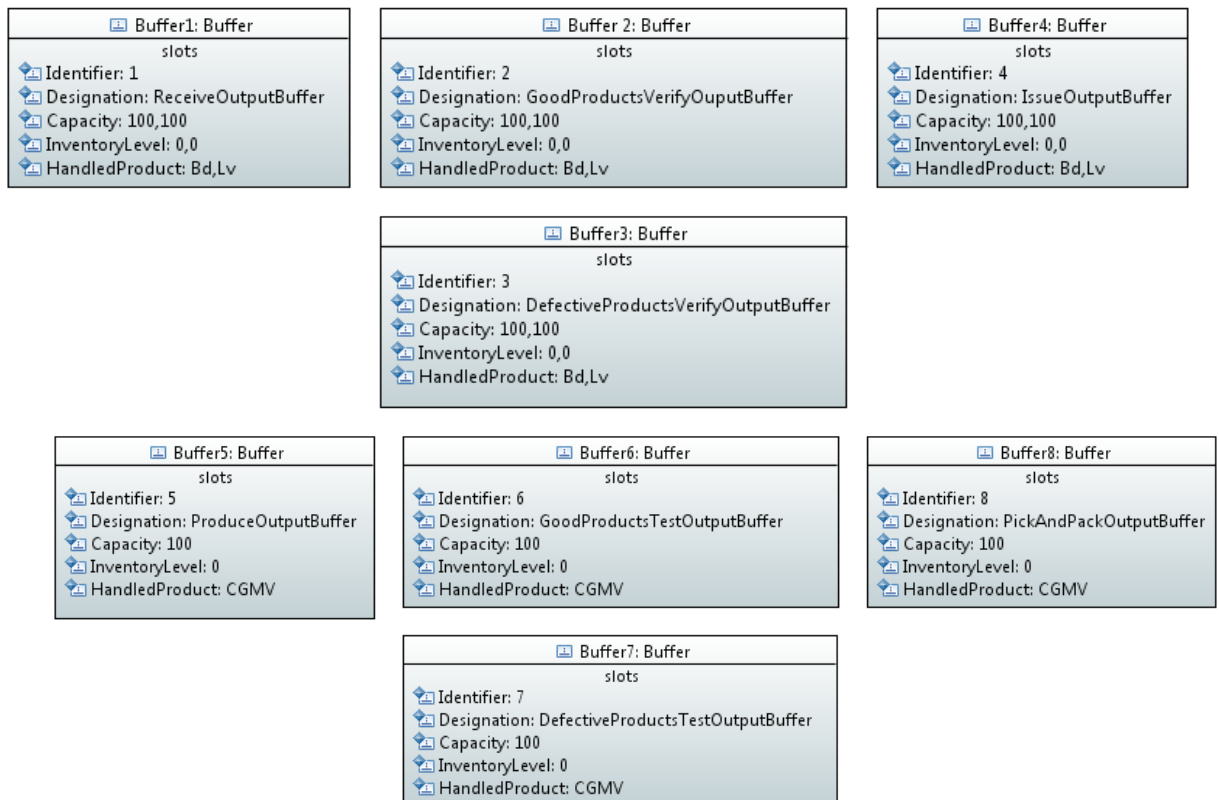 Buffer1: Buffer
slots
Identifier: 1
Designation: ReceiveOutputBuffer
Capacity: 100,100
InventoryLevel: 0,0
HandledProduct: Bd,Lv
Buffer 2: Buffer
slots
Identifier: 2
Designation: GoodProductsVerifyOuputBuffer
Capacity: 100,100
InventoryLevel: 0,0
HandledProduct: Bd,Lv
Buffer4: Buffer
slots
Identifier: 4
Designation: IssueOutputBuffer
Capacity: 100,100
InventoryLevel: 0,0
HandledProduct: Bd,Lv
Buffer3: Buffer
slots
Identifier: 3
Designation: DefectiveProductsVerifyOutputBuffer
Capacity: 100,100
InventoryLevel: 0,0
HandledProduct: Bd,Lv
Buffer5: Buffer
slots
Identifier: 5
Designation: ProduceOutputBuffer
Capacity: 100
InventoryLevel: 0
HandledProduct: CGMV
Buffer6: Buffer
slots
Identifier: 6
Designation: GoodProductsTestOutputBuffer
Capacity: 100
InventoryLevel: 0
HandledProduct: CGMV
Buffer8: Buffer
slots
Identifier: 8
Designation: PickAndPackOutputBuffer
Capacity: 100
InventoryLevel: 0
HandledProduct: CGMV
Buffer7: Buffer
slots
Identifier: 7
Designation: DefectiveProductsTestOutputBuffer
Capacity: 100
InventoryLevel: 0
HandledProduct: CGMV